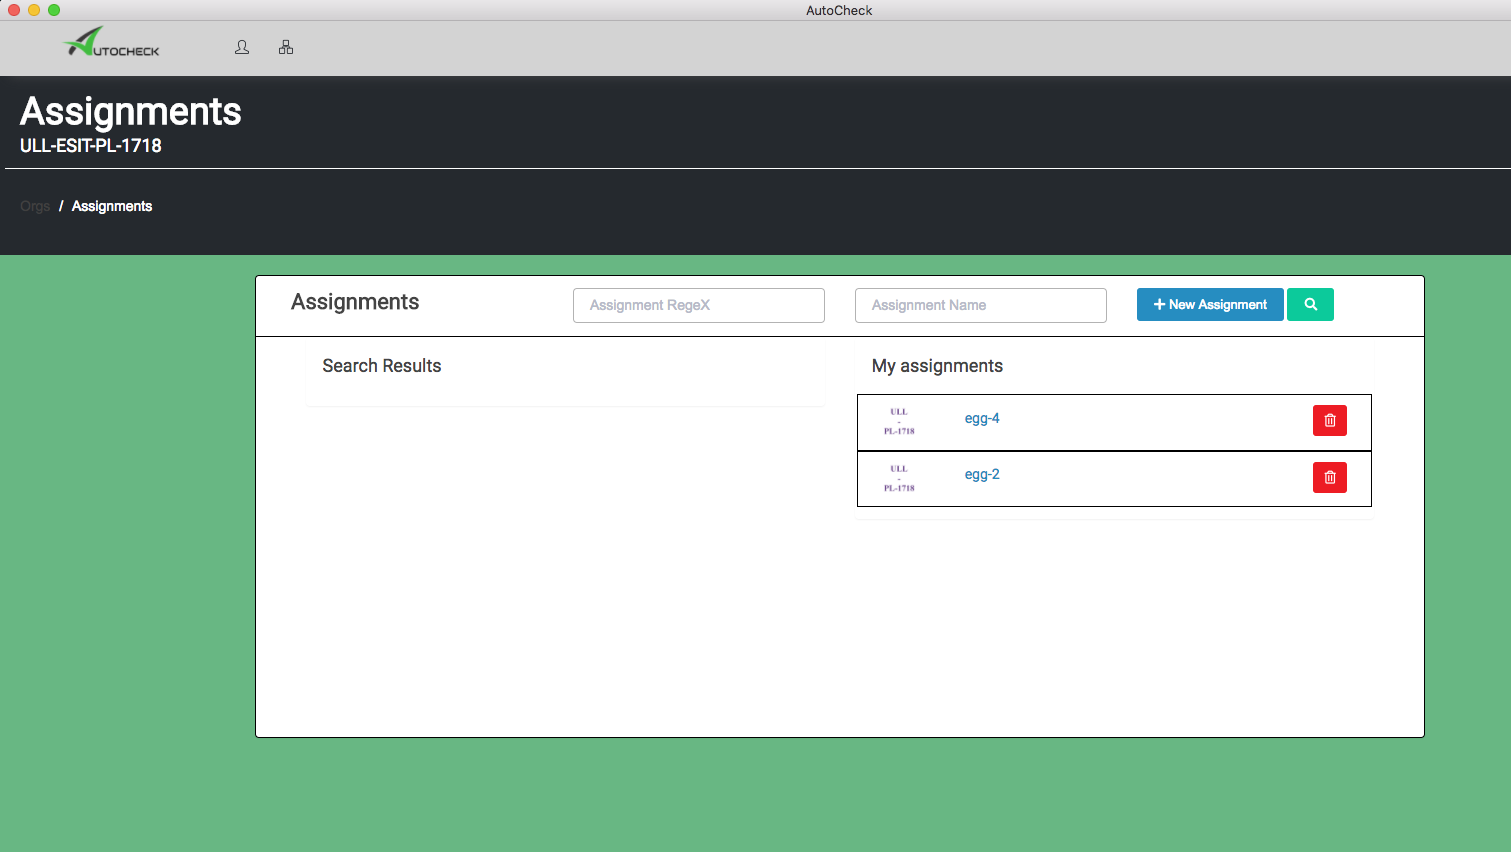 AutoCheck
AUTOCHECK
Assignments
ULL-ESIT-PL-1718
Orgs / Assignments
Assignments
Assignment RegeX
Assignment Name
+ New Assignment
Search Results
My assignments
ULL
-
PL-1718
egg-4
ULL
-
PL-1718
egg-2